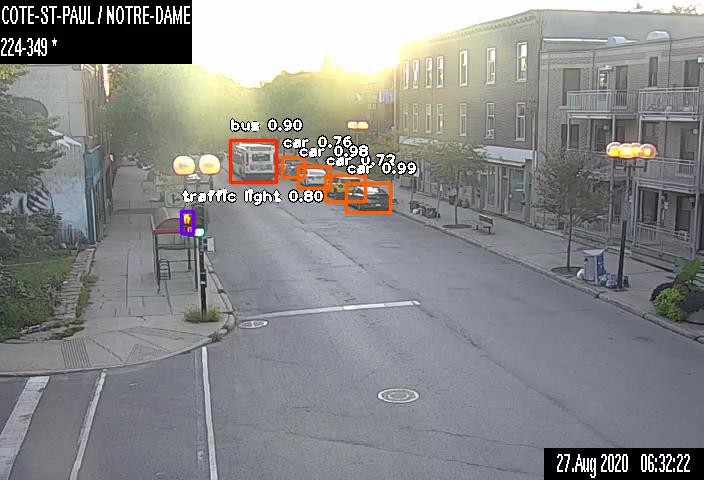 COTE-ST-PAUL / NOTRE-DAME
224-349 *
bus 0.90
car 0.76
car 0.98
car 0.77
car 0.99
traffic light 0.80
27.Aug 2020 06:32:22